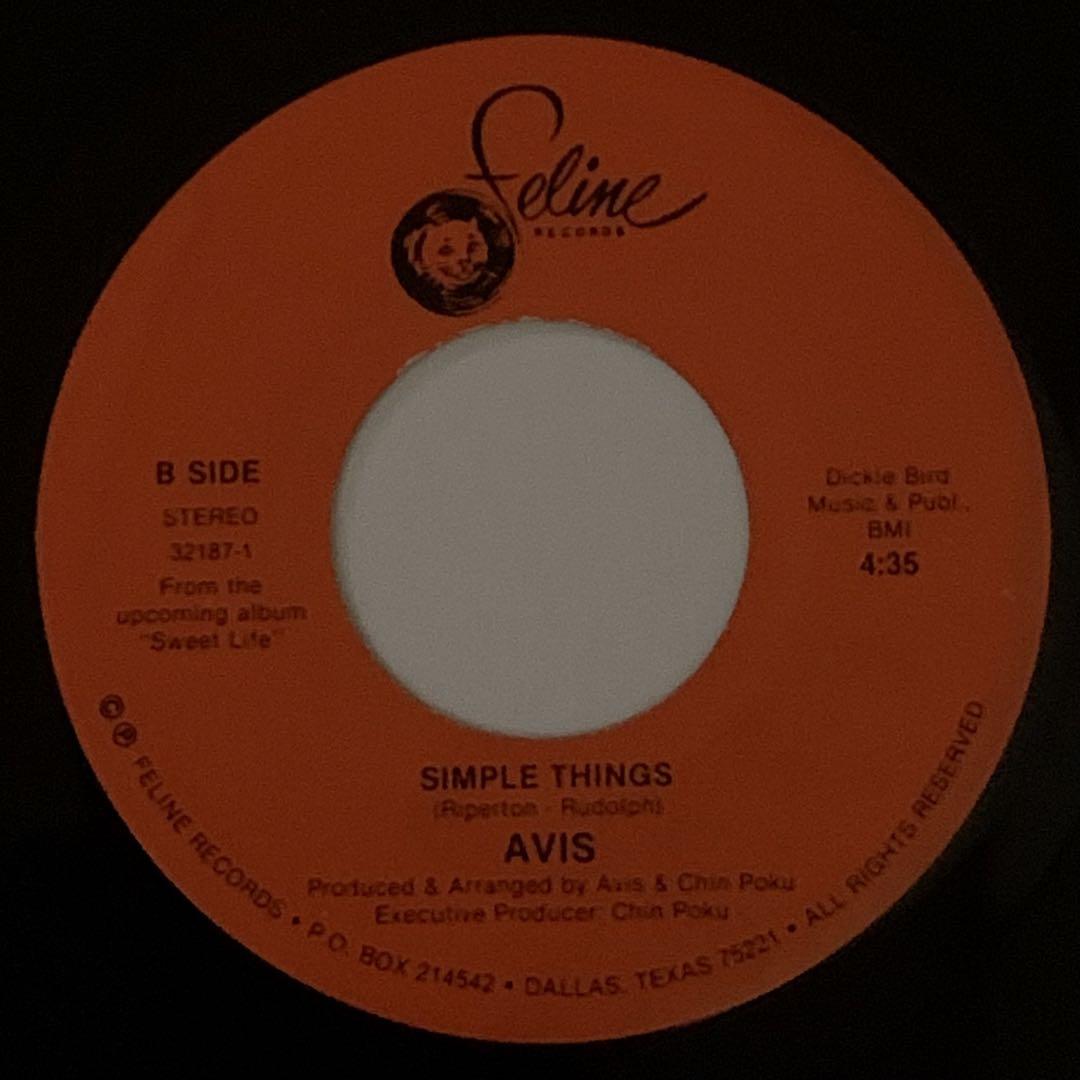 Feline
RECORDS
B SIDE
STEREO
32187-1
From the
upcoming album
"Sweet Life"
Dickie Bird
Music & Publ.,
BMI
4:35
SIMPLE THINGS
(Riperton - Rudolph)
AVIS
Produced & Arranged by Avis & Chin Poku
Executive Producer: Chin Poku
© ℗ FELINE RECORDS • P.O. BOX 214542 • DALLAS, TEXAS 75221 • ALL RIGHTS RESERVED